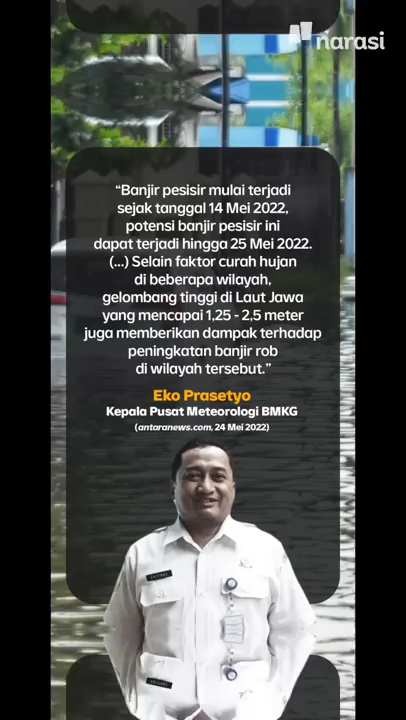 narasi
“Banjir pesisir mulai terjadi
sejak tanggal 14 Mei 2022,
potensi banjir pesisir ini
dapat terjadi hingga 25 Mei 2022.
(...) Selain faktor curah hujan
di beberapa wilayah,
gelombang tinggi di Laut Jawa
yang mencapai 1,25 - 2,5 meter
juga memberikan dampak terhadap
peningkatan banjir rob
di wilayah tersebut.”
Eko Prasetyo
Kepala Pusat Meteorologi BMKG
(antaranews.com, 24 Mei 2022)